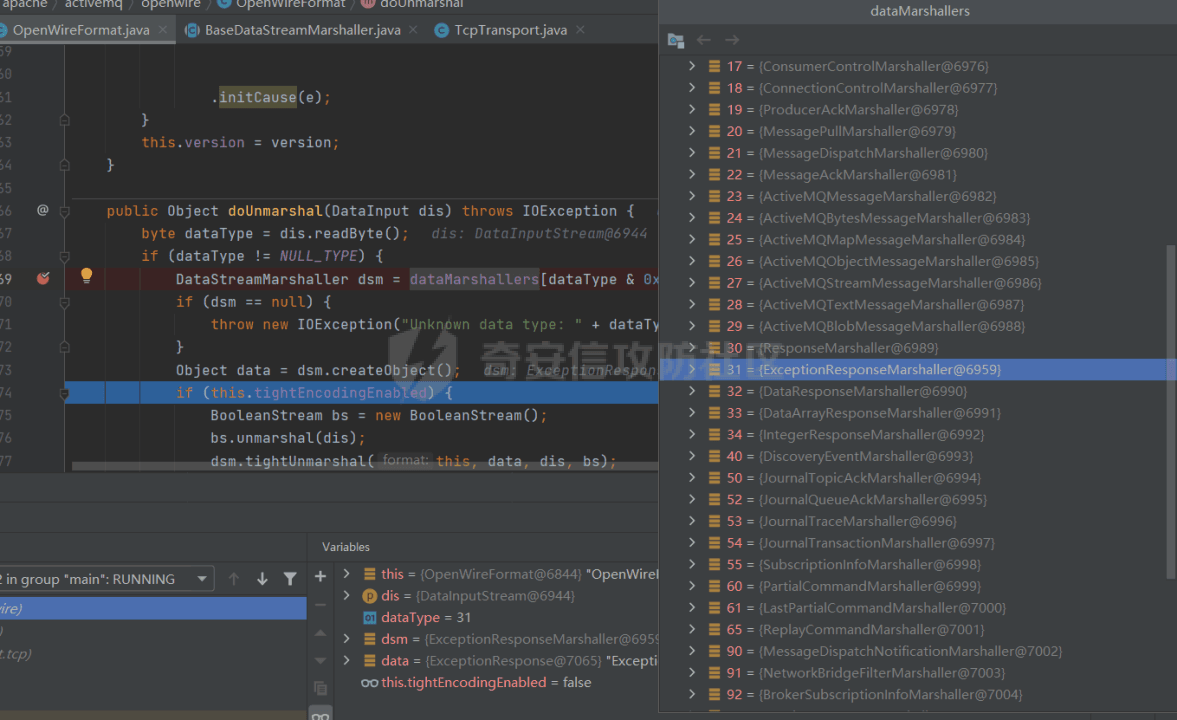 apache activemq openwire OpenWireFormat doUnmarshal
OpenWireFormat.java BaseDataStreamMarshaller.java TcpTransport.java
59
60
61 .initCause(e);
62 }
63 this.version = version;
64 }
65
66 @ public Object doUnmarshal(DataInput dis) throws IOException {
67 byte dataType = dis.readByte(); dis: DataInputStream@6944
68 if (dataType != NULL_TYPE) {
69 DataStreamMarshaller dsm = dataMarshallers[dataType & 0x
70 if (dsm == null) {
71 throw new IOException("Unknown data type: " + dataTy
72 }
73 Object data = dsm.createObject(); dsm: ExceptionRespon
74 if (this.tightEncodingEnabled) {
75 BooleanStream bs = new BooleanStream();
76 bs.unmarshal(dis);
77 dsm.tightUnmarshal( format: this, data, dis, bs);
奇安信攻防社区
Variables
2 in group "main": RUNNING
ire)
)
t.tcp)
this = {OpenWireFormat@6844} "OpenWireF
dis = {DataInputStream@6944}
dataType = 31
dsm = {ExceptionResponseMarshaller@6959
data = {ExceptionResponse@7065} "Excepti
this.tightEncodingEnabled = false
dataMarshallers
17 = {ConsumerControlMarshaller@6976}
18 = {ConnectionControlMarshaller@6977}
19 = {ProducerAckMarshaller@6978}
20 = {MessagePullMarshaller@6979}
21 = {MessageDispatchMarshaller@6980}
22 = {MessageAckMarshaller@6981}
23 = {ActiveMQMessageMarshaller@6982}
24 = {ActiveMQBytesMessageMarshaller@6983}
25 = {ActiveMQMapMessageMarshaller@6984}
26 = {ActiveMQObjectMessageMarshaller@6985}
27 = {ActiveMQStreamMessageMarshaller@6986}
28 = {ActiveMQTextMessageMarshaller@6987}
29 = {ActiveMQBlobMessageMarshaller@6988}
30 = {ResponseMarshaller@6989}
31 = {ExceptionResponseMarshaller@6959}
32 = {DataResponseMarshaller@6990}
33 = {DataArrayResponseMarshaller@6991}
34 = {IntegerResponseMarshaller@6992}
40 = {DiscoveryEventMarshaller@6993}
50 = {JournalTopicAckMarshaller@6994}
52 = {JournalQueueAckMarshaller@6995}
53 = {JournalTraceMarshaller@6996}
54 = {JournalTransactionMarshaller@6997}
55 = {SubscriptionInfoMarshaller@6998}
60 = {PartialCommandMarshaller@6999}
61 = {LastPartialCommandMarshaller@7000}
65 = {ReplayCommandMarshaller@7001}
90 = {MessageDispatchNotificationMarshaller@7002}
91 = {NetworkBridgeFilterMarshaller@7003}
92 = {BrokerSubscriptionInfoMarshaller@7004}